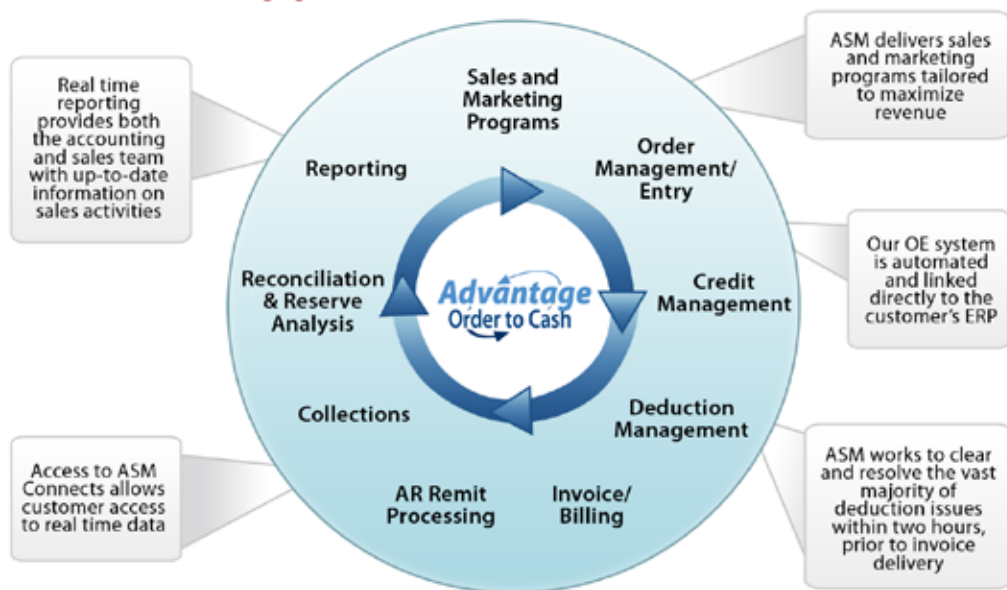 Sales and
Marketing
Programs
ASM delivers sales
and marketing
programs tailored
to maximize
revenue
Real time
reporting
provides both
the accounting
and sales team
with up-to-date
information on
sales activities
Reporting
Order
Management/
Entry
Our OE system
is automated
and linked
directly to the
customer's ERP
Reconciliation
& Reserve
Analysis
Advantage
Order to Cash
Credit
Management
Collections
Deduction
Management
Access to ASM
Connects allows
customer access
to real time data
AR Remit
Processing
Invoice/
Billing
ASM works to clear
and resolve the vast
majority of
deduction issues
within two hours,
prior to invoice
delivery